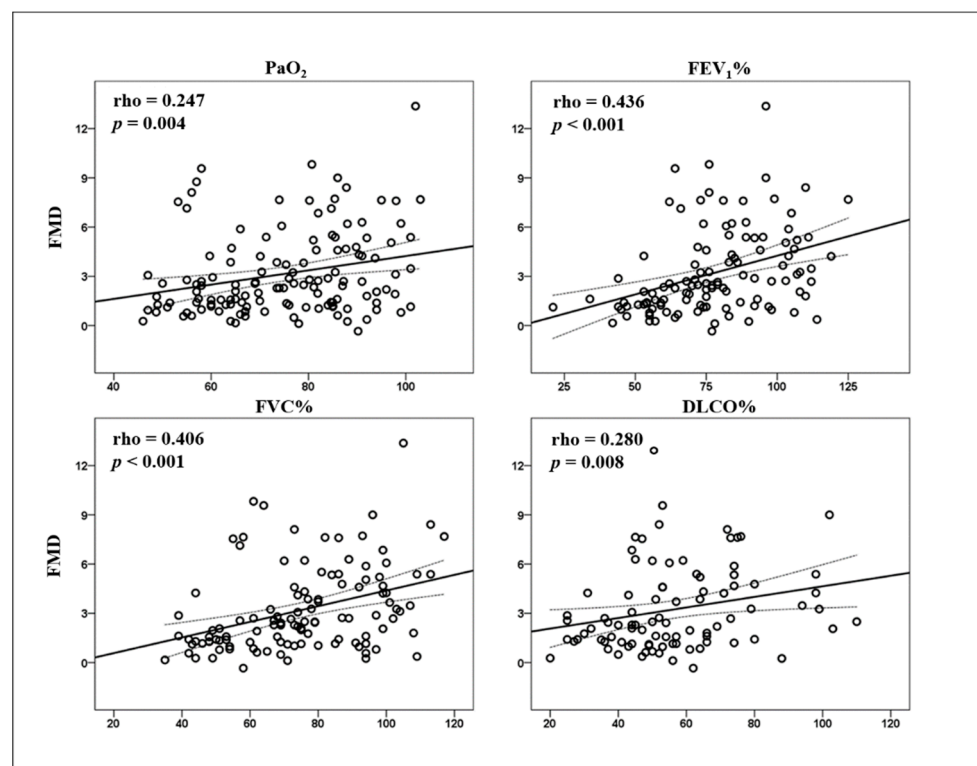 PaO₂
rho = 0.247
p = 0.004
FMD
12
9
6
3
0
40 60 80 100
FEV₁%
rho = 0.436
p < 0.001
12
9
6
3
0
25 50 75 100 125
FVC%
rho = 0.406
p < 0.001
FMD
12
9
6
3
0
20 40 60 80 100 120
DLCO%
rho = 0.280
p = 0.008
12
9
6
3
0
20 40 60 80 100 120